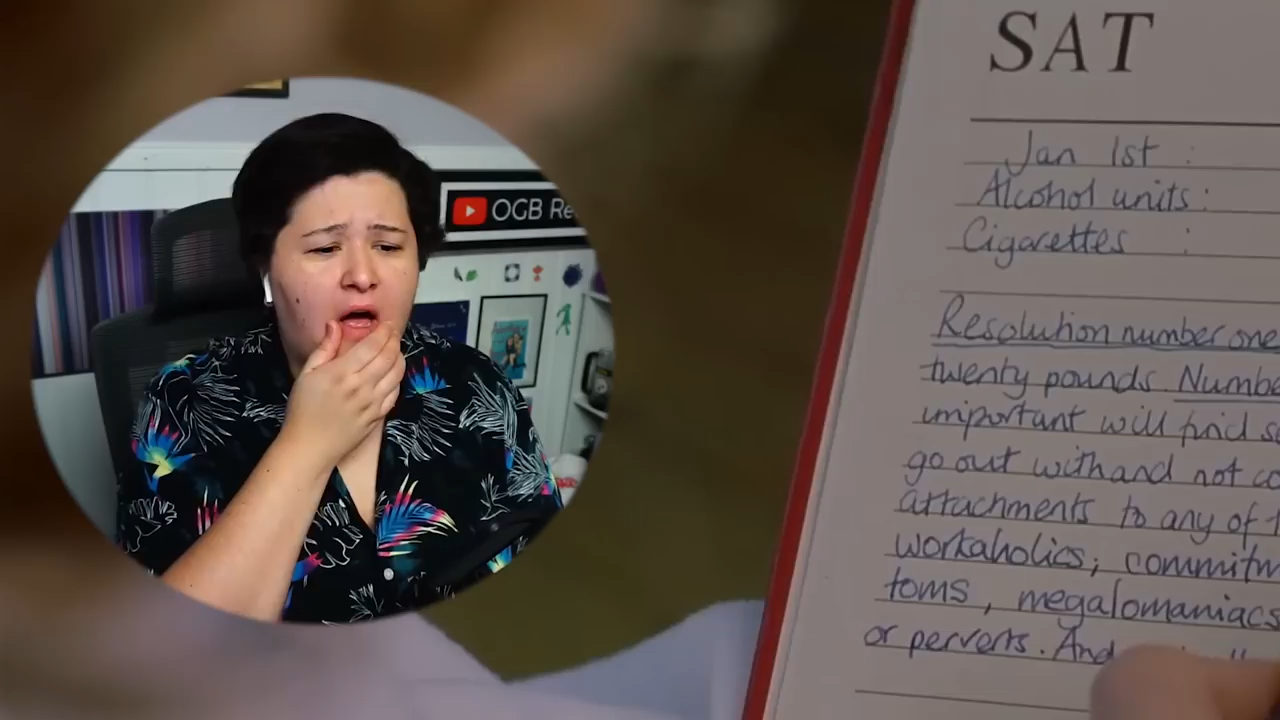 OGB Re
SAT
Jan 1st :
Alcohol units:
Cigarettes :
Resolution number one
twenty pounds Numbe
important will find s
go out with and not co
attachments to any of t
workaholics; commitm
toms, megalomaniacs
or perverts. And